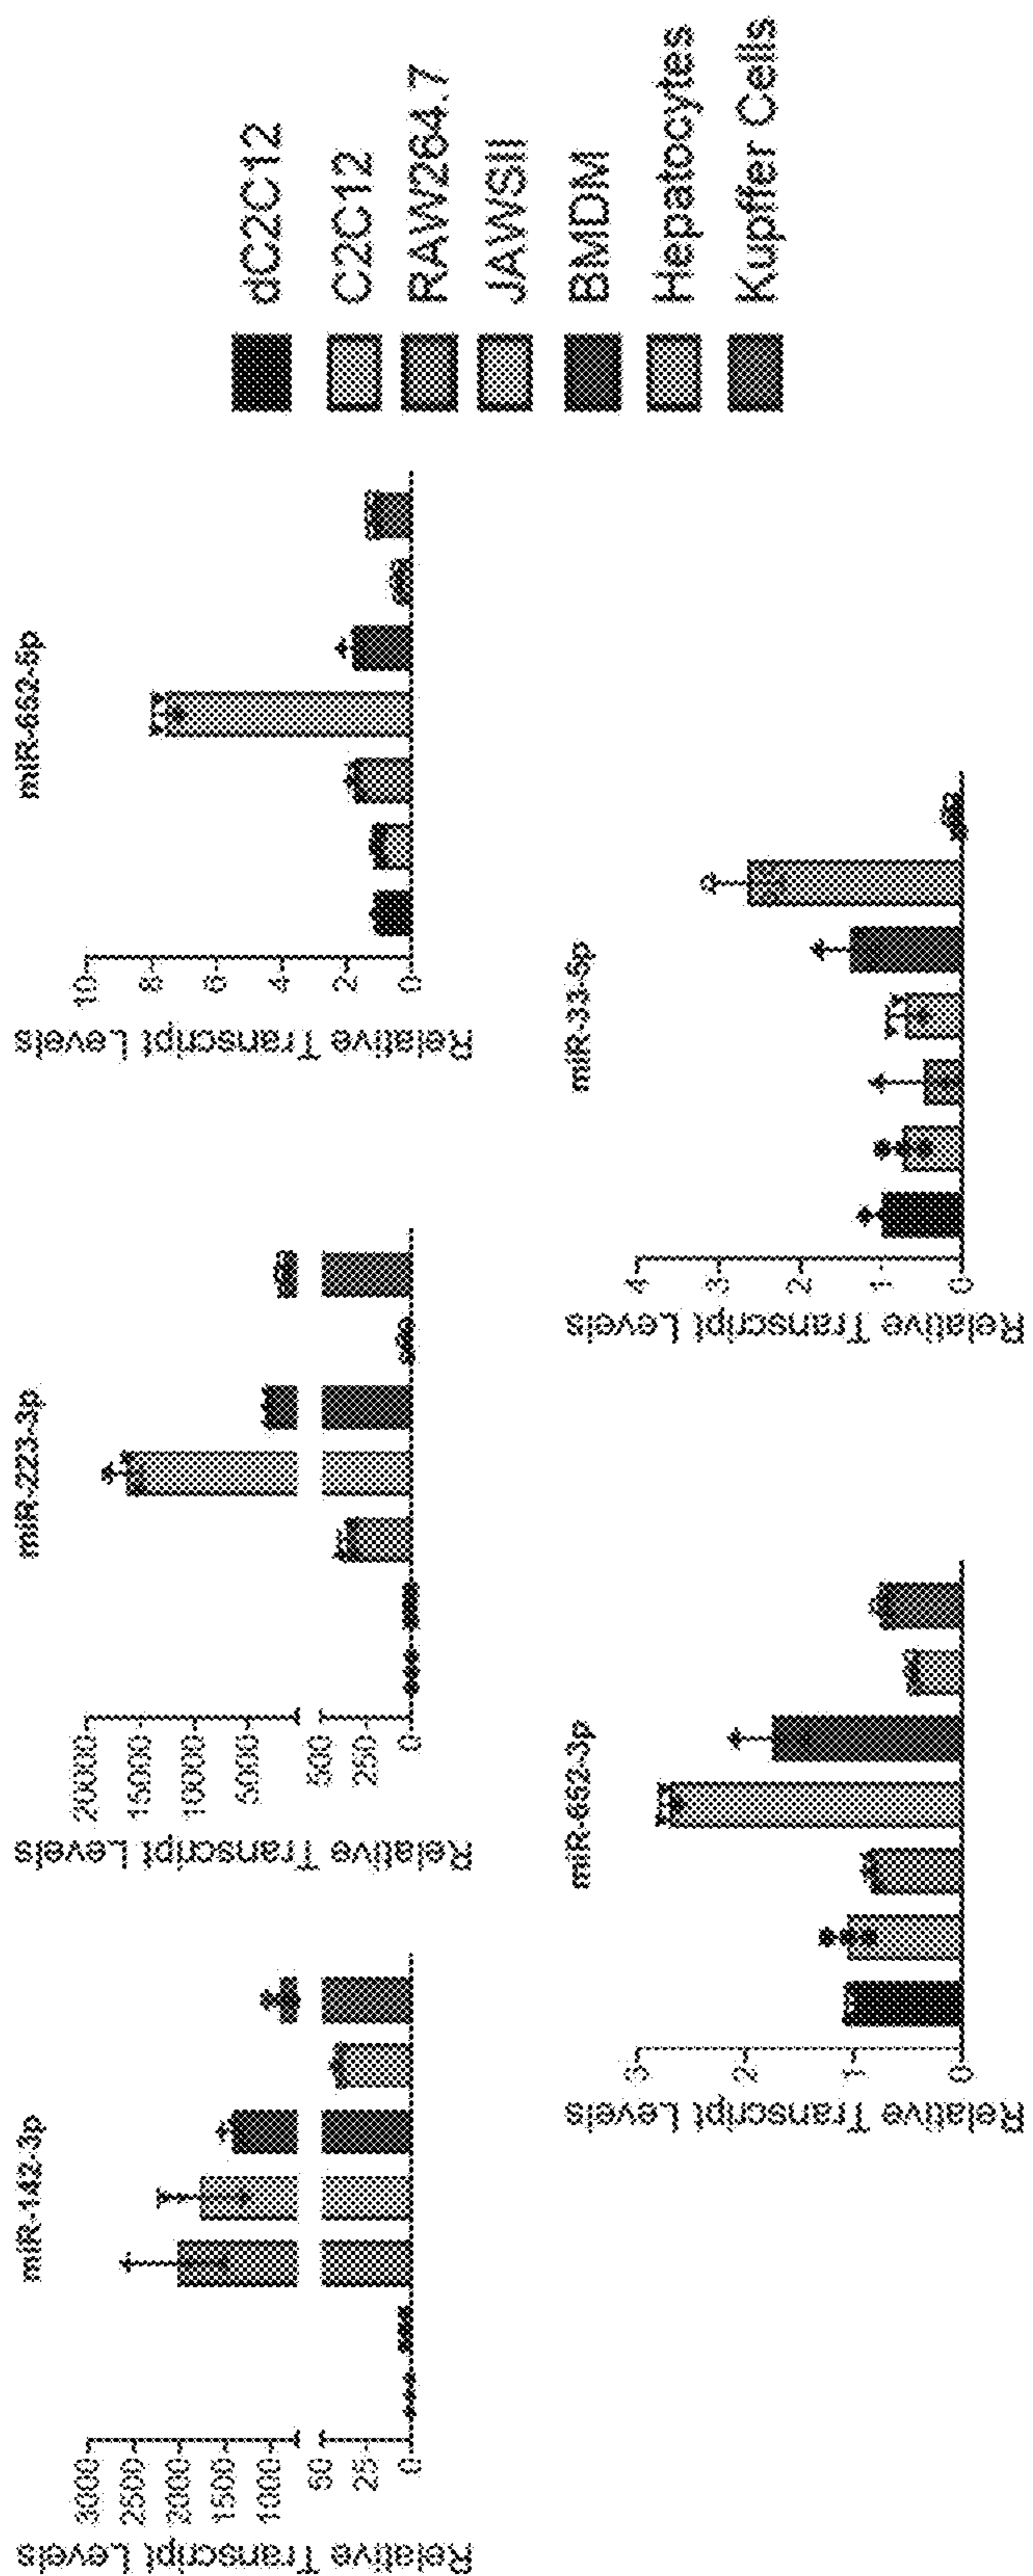 miR-142-3p
Relative Transcript Levels
3000
2500
2000
1500
1000
50
25
0
miR-223-3p
Relative Transcript Levels
20000
15000
10000
5000
500
250
0
miR-652-5p
Relative Transcript Levels
10
8
6
4
2
0
miR-652-3p
Relative Transcript Levels
3
2
1
0
miR-33-5p
Relative Transcript Levels
4
3
2
1
0
dC2C12
C2C12
RAW264.7
JAWSII
BMDM
Hepatocytes
Kupffer Cells